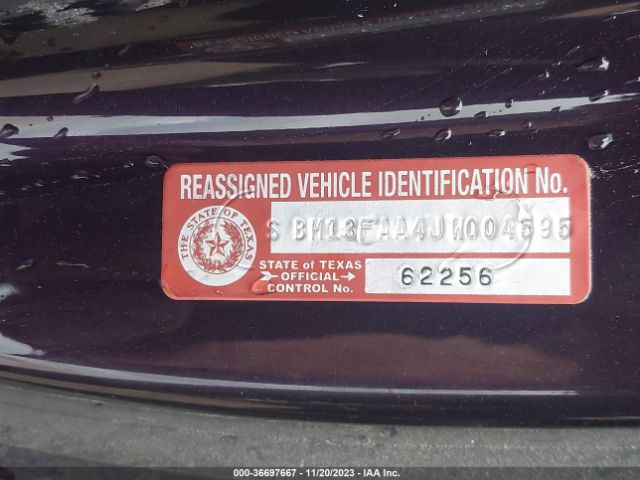 REASSIGNED VEHICLE IDENTIFICATION No.
THE STATE OF TEXAS
S BM13FAA4JW004595
STATE of TEXAS
OFFICIAL
CONTROL No.
62256
000-36697667 - 11/20/2023 - IAA Inc.